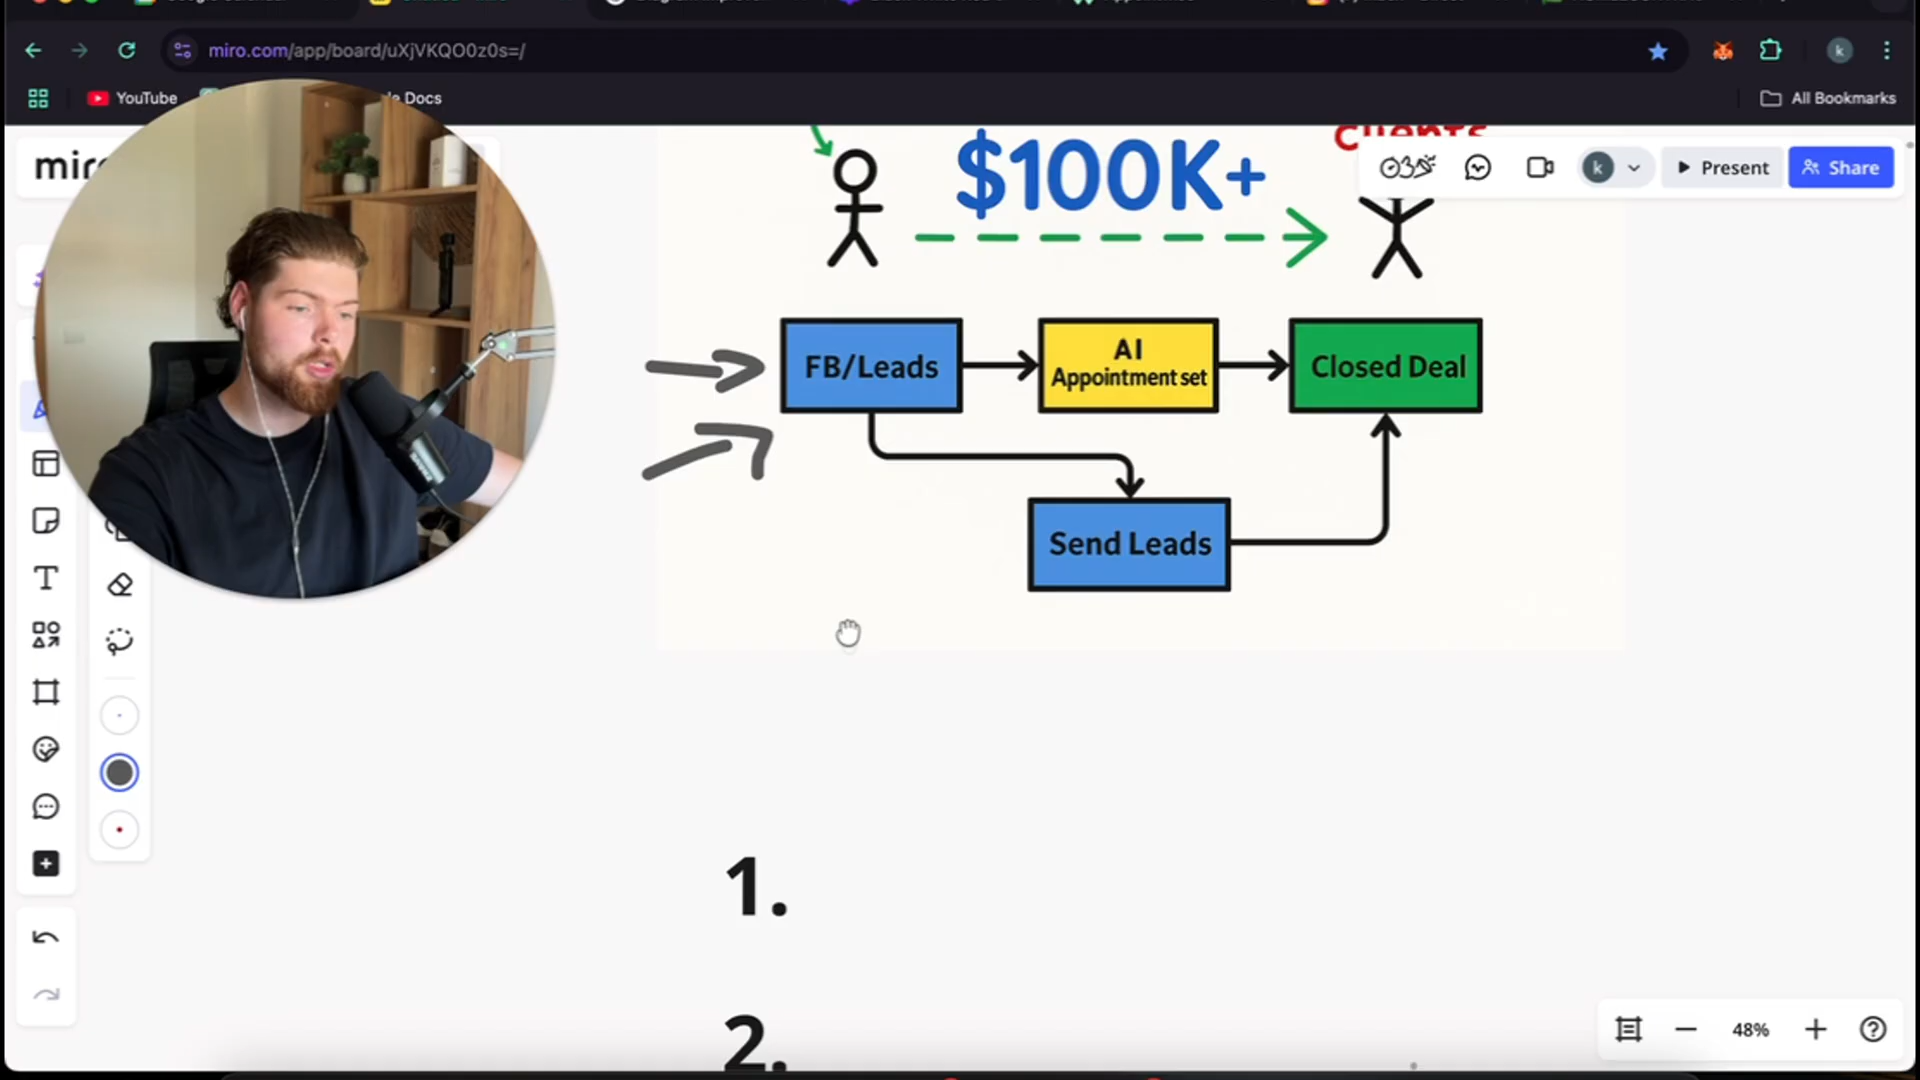 miro.com/app/board/uXjVKQO0z0s=/
k
YouTube
Docs
All Bookmarks
clients
$100K+
k
Present
Share
FB/Leads
AI
Appointment set
Closed Deal
Send Leads
1.
2.
48%